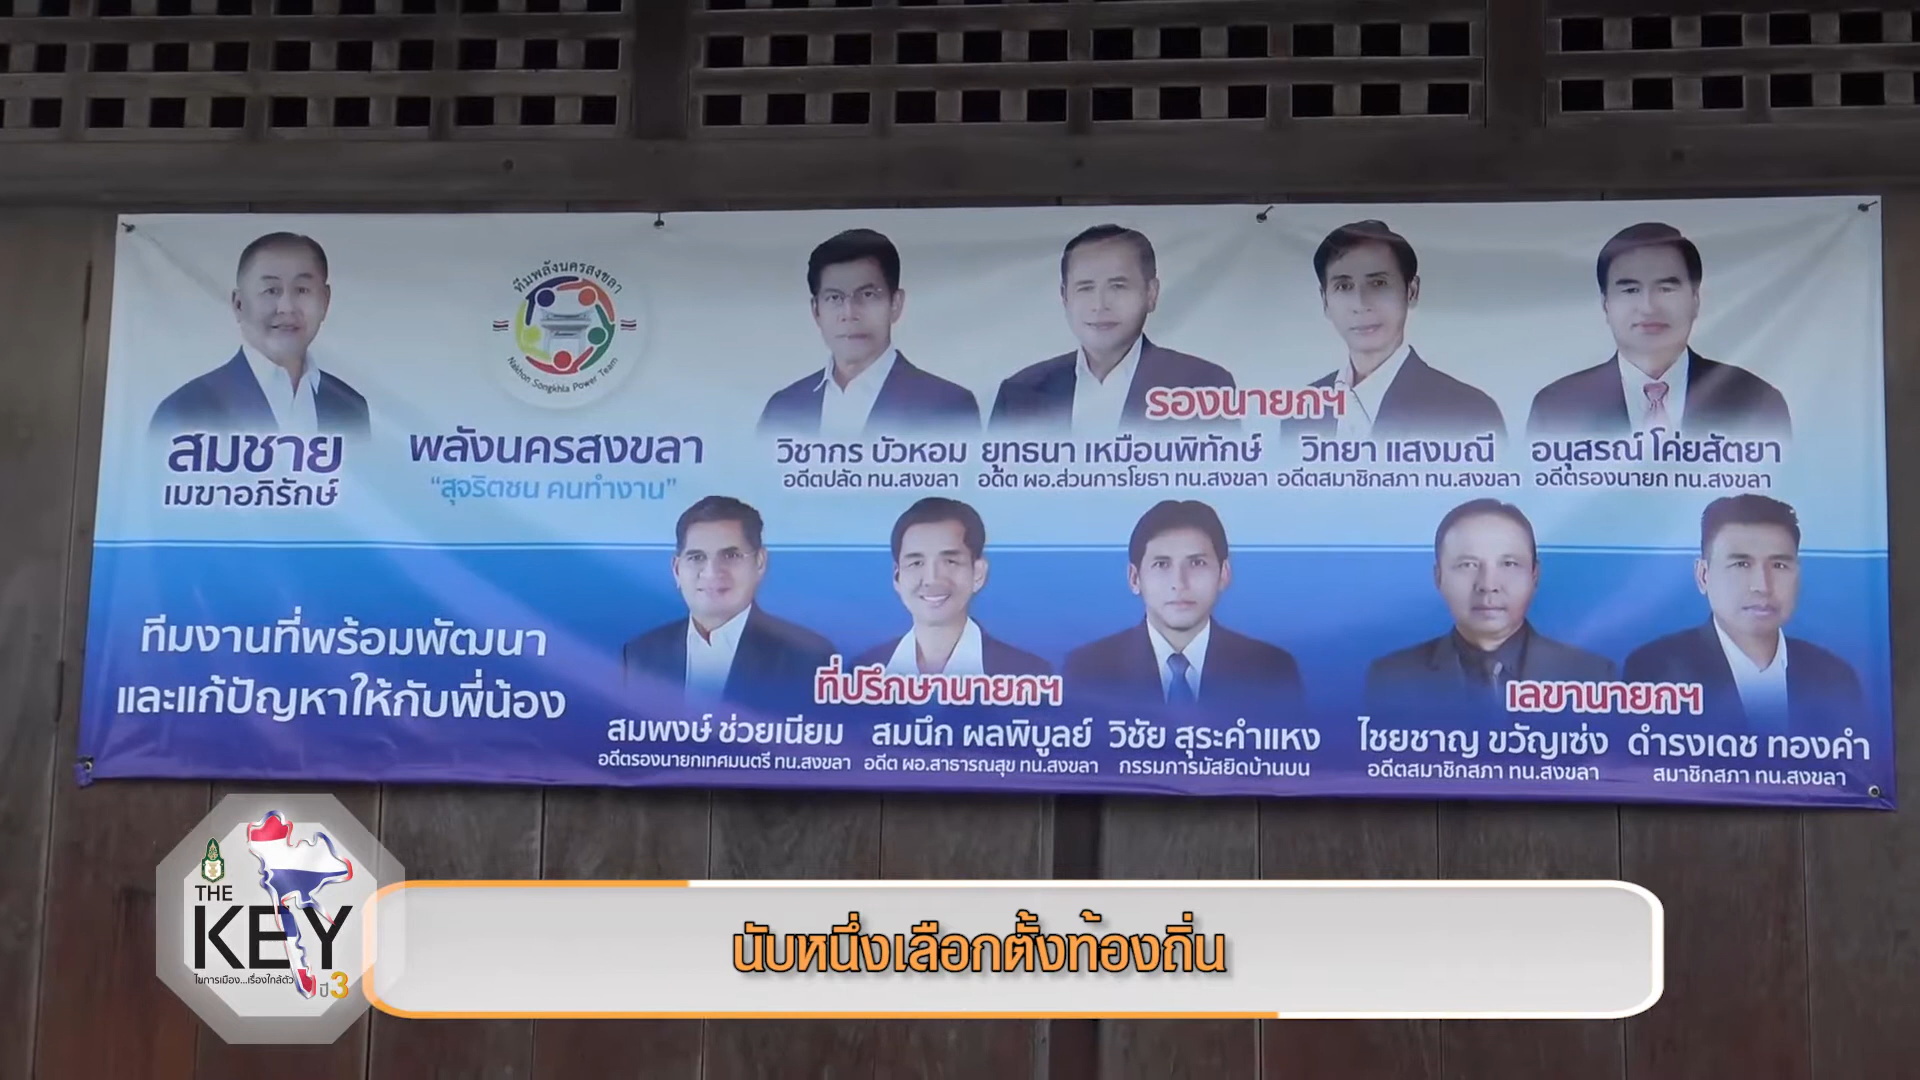 ทีมพลังนครสงขลา
Nakhon Songkhla Power Team
สมชาย
เมฆาอภิรักษ์
พลังนครสงขลา
“สุจริตชน คนทำงาน”
รองนายกฯ
วิชากร บัวหอม
อดีตปลัด ทน.สงขลา
ยุทธนา เหมือนพิทักษ์
อดีต ผอ.ส่วนการโยธา ทน.สงขลา
วิทยา แสงมณี
อดีตสมาชิกสภา ทน.สงขลา
อนุสรณ์ โค่ยสัตยา
อดีตรองนายก ทน.สงขลา
ทีมงานที่พร้อมพัฒนา
และแก้ปัญหาให้กับพี่น้อง
ที่ปรึกษานายกฯ
สมพงษ์ ช่วยเนียม
อดีตรองนายกเทศมนตรี ทน.สงขลา
สมนึก ผลพิบูลย์
อดีต ผอ.สาธารณสุข ทน.สงขลา
วิชัย สุระคำแหง
กรรมการมัสยิดบ้านบน
เลขานายกฯ
ไชยชาญ ขวัญเซ่ง
อดีตสมาชิกสภา ทน.สงขลา
ดำรงเดช ทองคำ
สมาชิกสภา ทน.สงขลา
THE
KEY
ไขการเมือง...เรื่องใกล้ตัว
ปี 3
นับหนึ่งเลือกตั้งท้องถิ่น